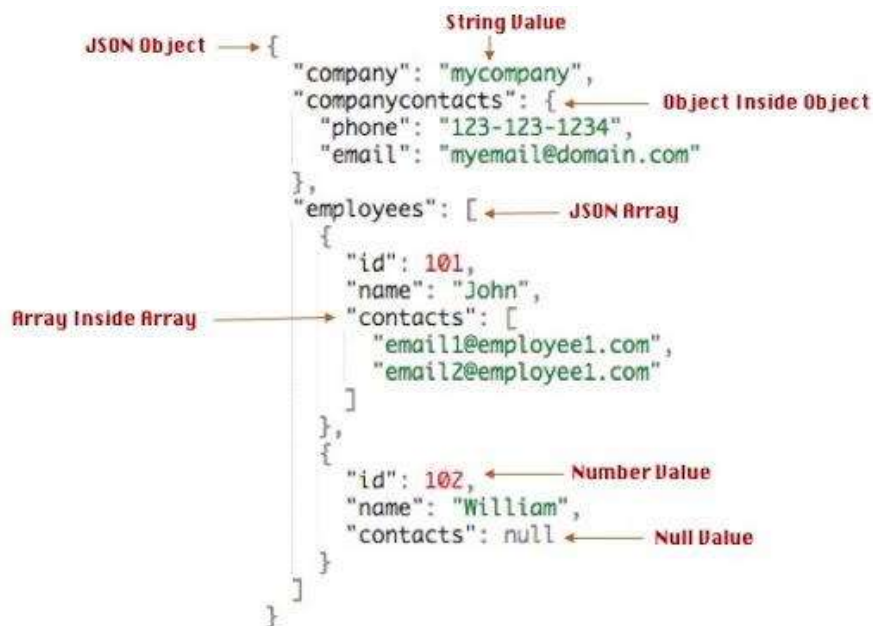 String Value
JSON Object {
"company": "mycompany",
"companycontacts": { Object Inside Object
"phone": "123-123-1234",
"email": "myemail@domain.com"
},
"employees": [ JSON Array
{
"id": 101,
"name": "John",
Array Inside Array "contacts": [
"email1@employee1.com",
"email2@employee1.com"
]
},
{
"id": 102, Number Value
"name": "William",
"contacts": null Null Value
}
]
}